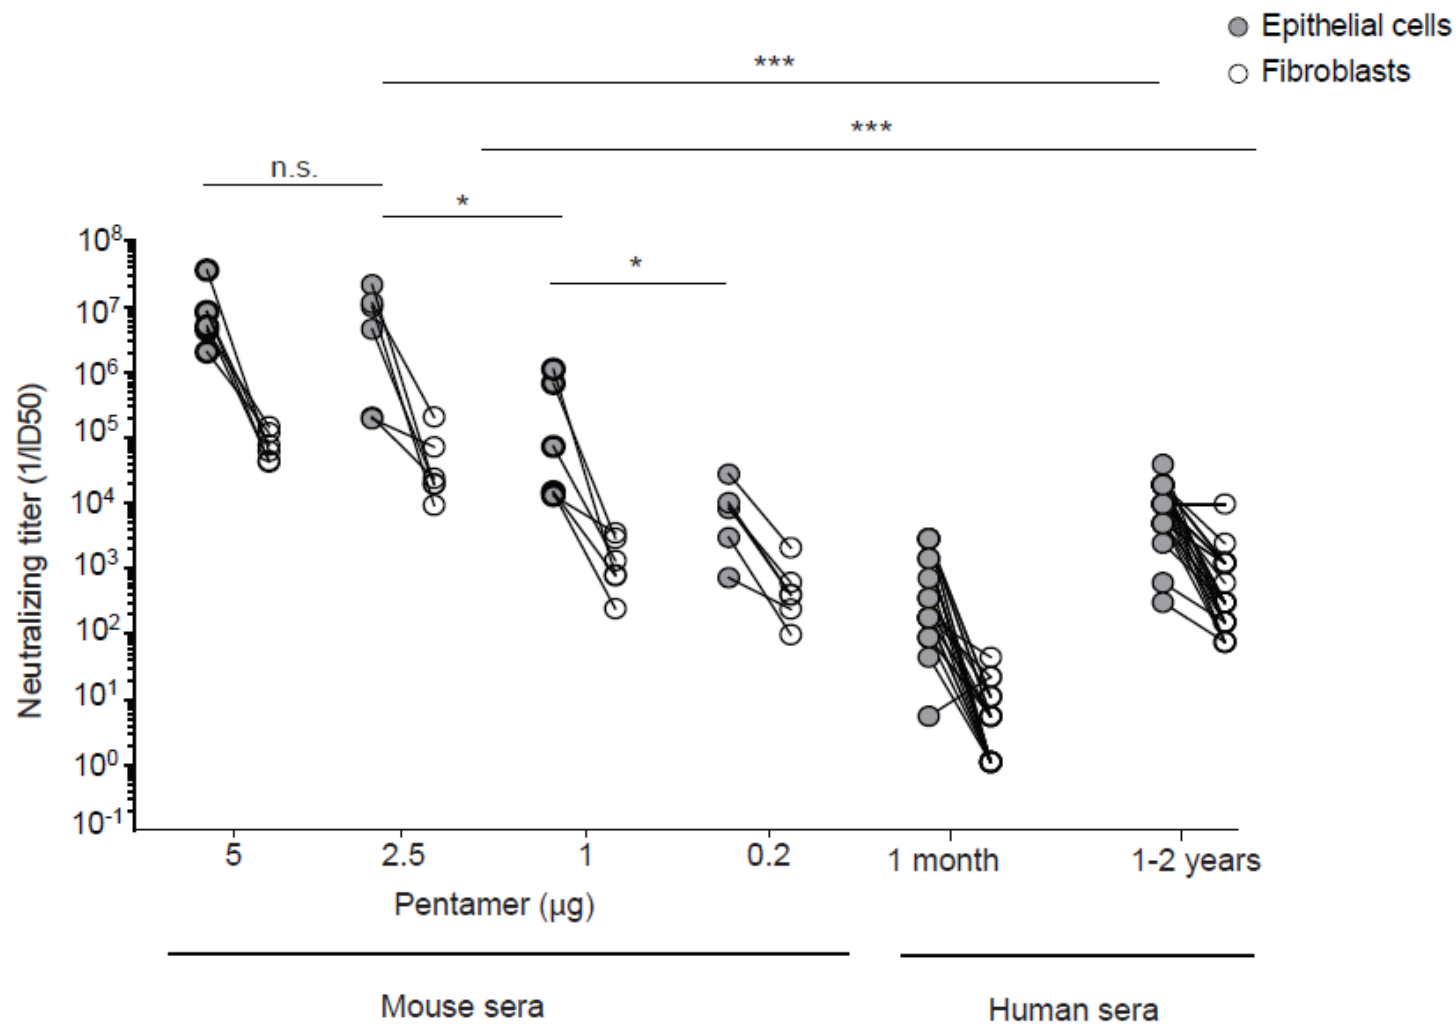 Epithelial cells
Fibroblasts
***
***
n.s.
*
*
Neutralizing titer (1/ID50)
10⁸
10⁷
10⁶
10⁵
10⁴
10³
10²
10¹
10⁰
10⁻¹
5 2.5 1 0.2 1 month 1-2 years
Pentamer (µg)
Mouse sera Human sera